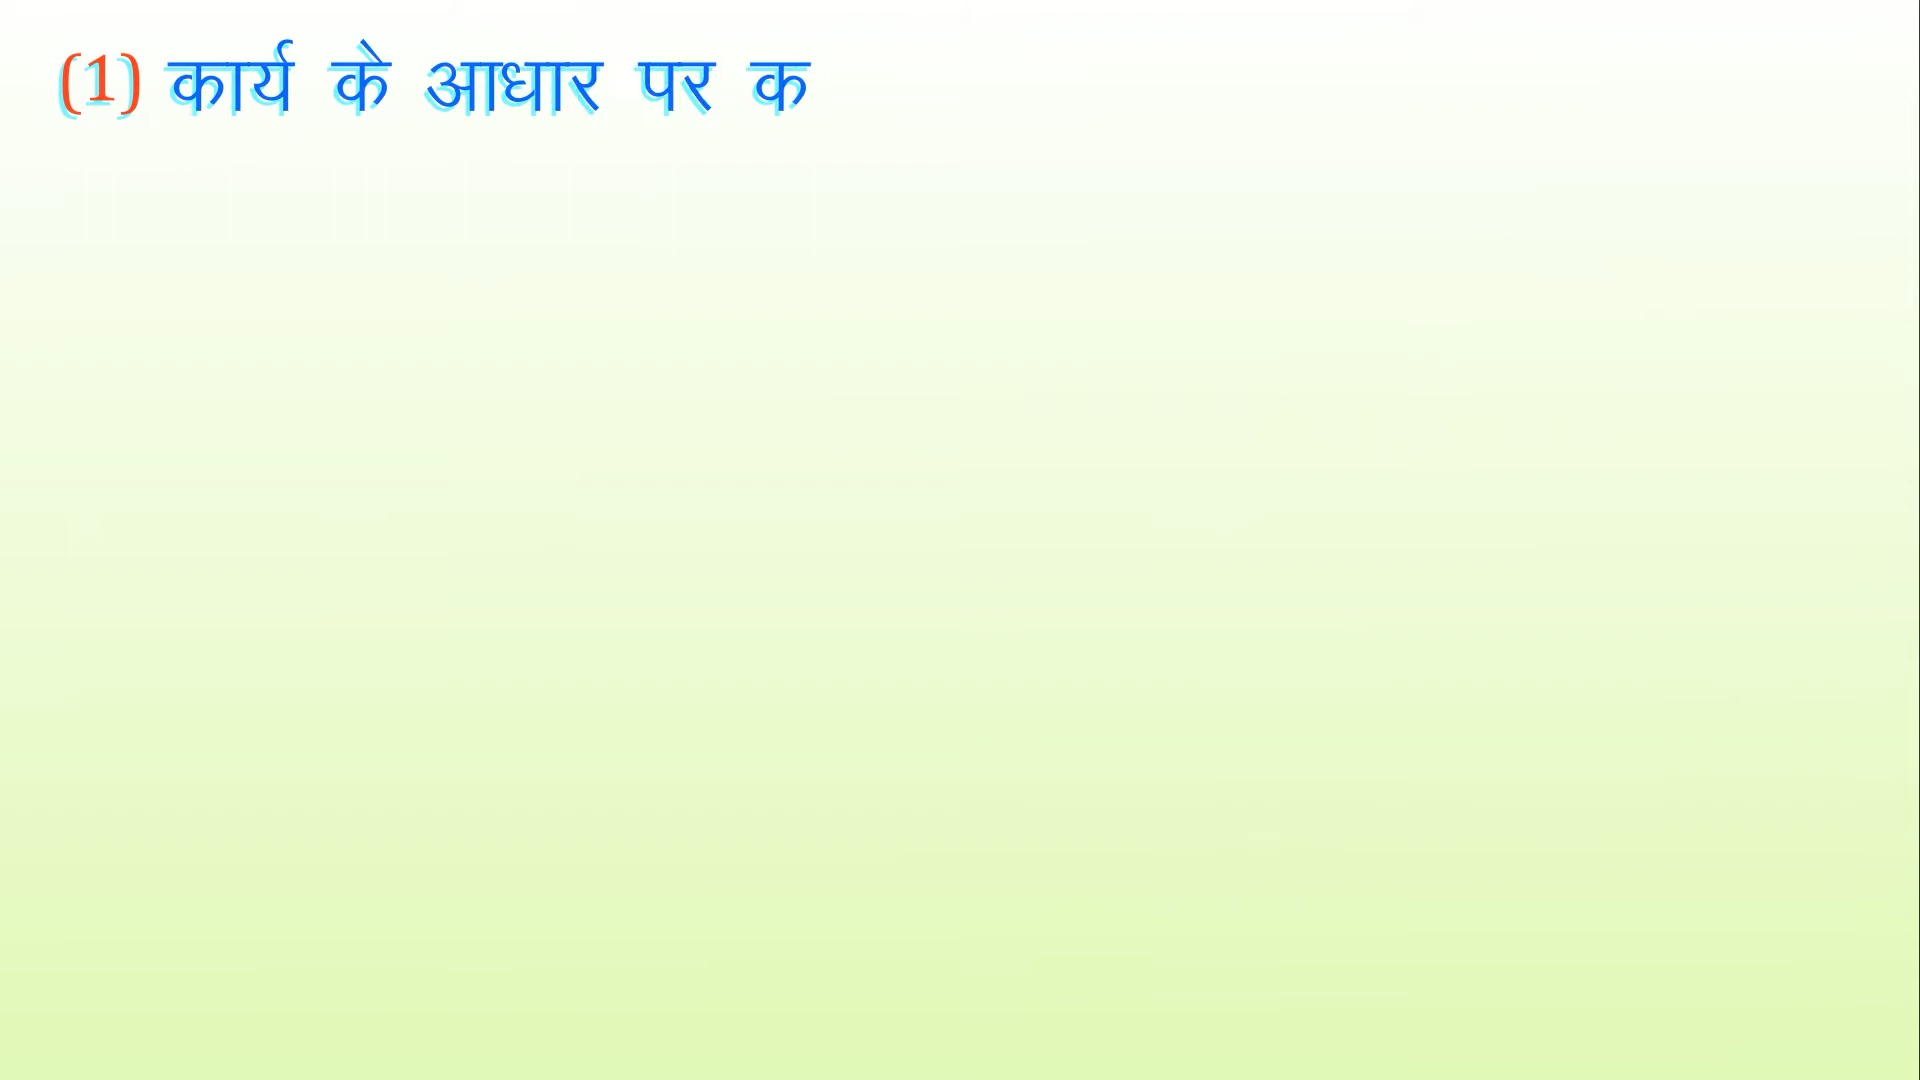 (1) कार्य के आधार पर क